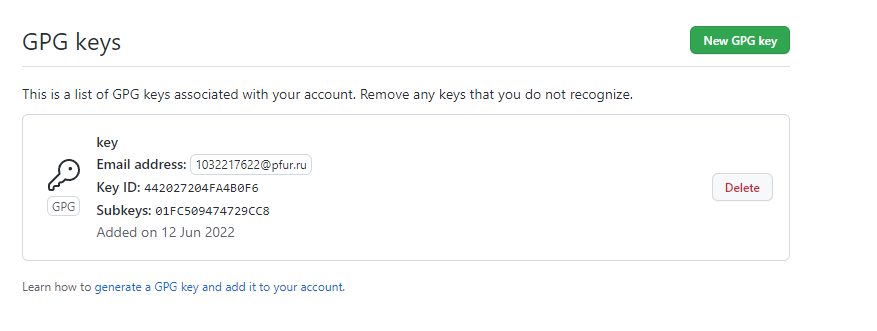 GPG keys
New GPG key
This is a list of GPG keys associated with your account. Remove any keys that you do not recognize.
key
Email address: 1032217622@pfur.ru
Key ID: 442027204FA4B0F6
GPG
Subkeys: 01FC509474729CC8
Added on 12 Jun 2022
Delete
Learn how to generate a GPG key and add it to your account.